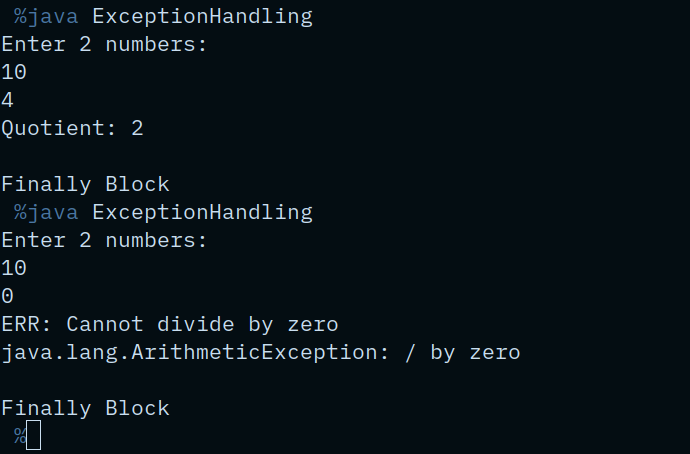 %java ExceptionHandling
Enter 2 numbers:
10
4
Quotient: 2
Finally Block
%java ExceptionHandling
Enter 2 numbers:
10
0
ERR: Cannot divide by zero
java.lang.ArithmeticException: / by zero
Finally Block
%